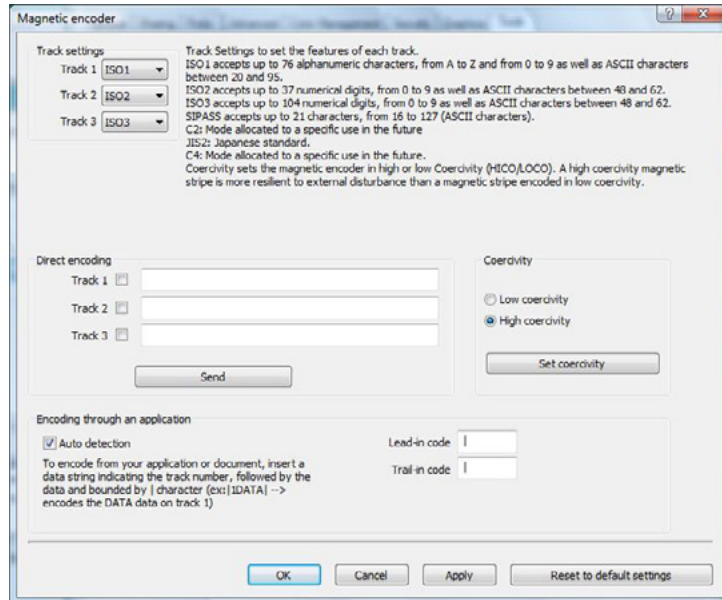 Magnetic encoder
Track settings
Track 1 ISO1
Track 2 ISO2
Track 3 ISO3
Track Settings to set the features of each track.
ISO1 accepts up to 76 alphanumeric characters, from A to Z and from 0 to 9 as well as ASCII characters
between 20 and 95.
ISO2 accepts up to 37 numerical digits, from 0 to 9 as well as ASCII characters between 48 and 62.
ISO3 accepts up to 104 numerical digits, from 0 to 9 as well as ASCII characters between 48 and 62.
SIPASS accepts up to 21 characters, from 16 to 127 (ASCII characters).
C2: Mode allocated to a specific use in the future
JIS2: Japanese standard.
C4: Mode allocated to a specific use in the future.
Coercivity sets the magnetic encoder in high or low Coercivity (HICO/LOCO). A high coercivity magnetic
stripe is more resilient to external disturbance than a magnetic stripe encoded in low coercivity.
Direct encoding
Track 1
Track 2
Track 3
Send
Coercivity
Low coercivity
High coercivity
Set coercivity
Encoding through an application
Auto detection
To encode from your application or document, insert a
data string indicating the track number, followed by the
data and bounded by | character (ex:|1DATA| -->
encodes the DATA data on track 1)
Lead-in code |
Trail-in code |
OK
Cancel
Apply
Reset to default settings